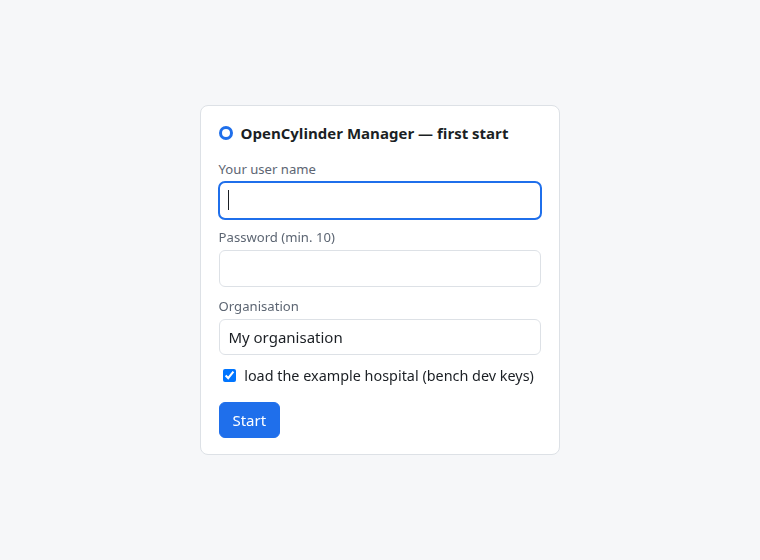 OpenCylinder Manager — first start
Your user name
Password (min. 10)
Organisation
My organisation
load the example hospital (bench dev keys)
Start